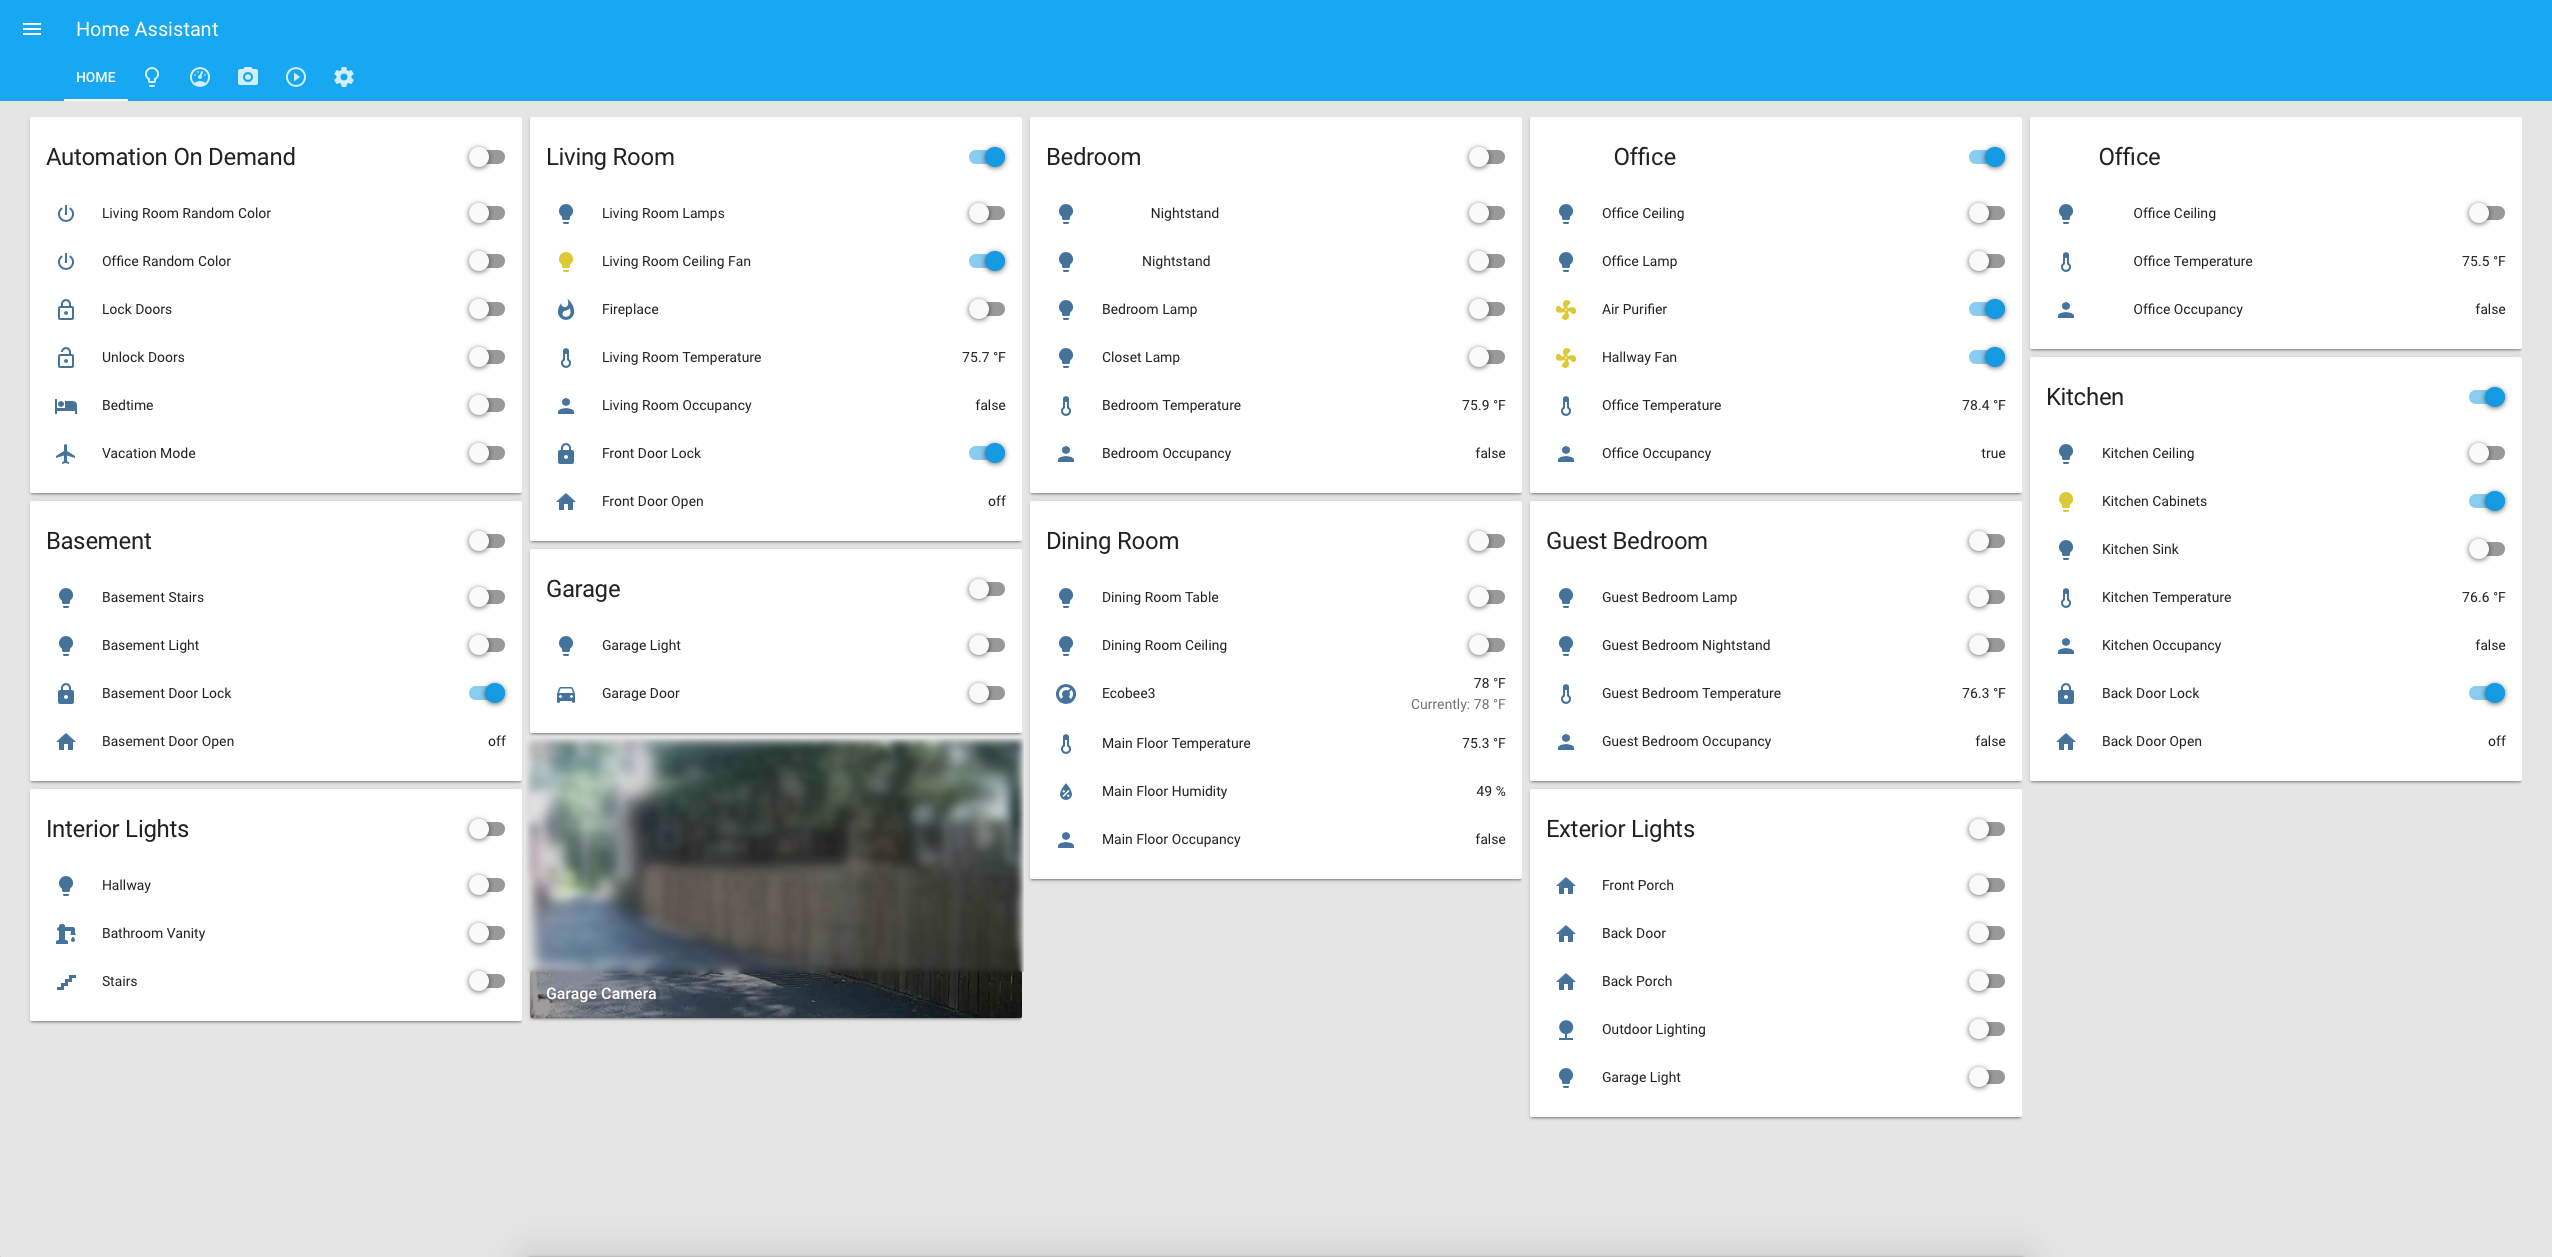 Home Assistant
HOME
Automation On Demand
Living Room Random Color
Office Random Color
Lock Doors
Unlock Doors
Bedtime
Vacation Mode
Basement
Basement Stairs
Basement Light
Basement Door Lock
Basement Door Open off
Interior Lights
Hallway
Bathroom Vanity
Stairs
Living Room
Living Room Lamps
Living Room Ceiling Fan
Fireplace
Living Room Temperature 75.7 °F
Living Room Occupancy false
Front Door Lock
Front Door Open off
Garage
Garage Light
Garage Door
Garage Camera
Bedroom
Nightstand
Nightstand
Bedroom Lamp
Closet Lamp
Bedroom Temperature 75.9 °F
Bedroom Occupancy false
Dining Room
Dining Room Table
Dining Room Ceiling
Ecobee3 78 °F
Currently: 78 °F
Main Floor Temperature 75.3 °F
Main Floor Humidity 49 %
Main Floor Occupancy false
Office
Office Ceiling
Office Lamp
Air Purifier
Hallway Fan
Office Temperature 78.4 °F
Office Occupancy true
Guest Bedroom
Guest Bedroom Lamp
Guest Bedroom Nightstand
Guest Bedroom Temperature 76.3 °F
Guest Bedroom Occupancy false
Exterior Lights
Front Porch
Back Door
Back Porch
Outdoor Lighting
Garage Light
Office
Office Ceiling
Office Temperature 75.5 °F
Office Occupancy false
Kitchen
Kitchen Ceiling
Kitchen Cabinets
Kitchen Sink
Kitchen Temperature 76.6 °F
Kitchen Occupancy false
Back Door Lock
Back Door Open off